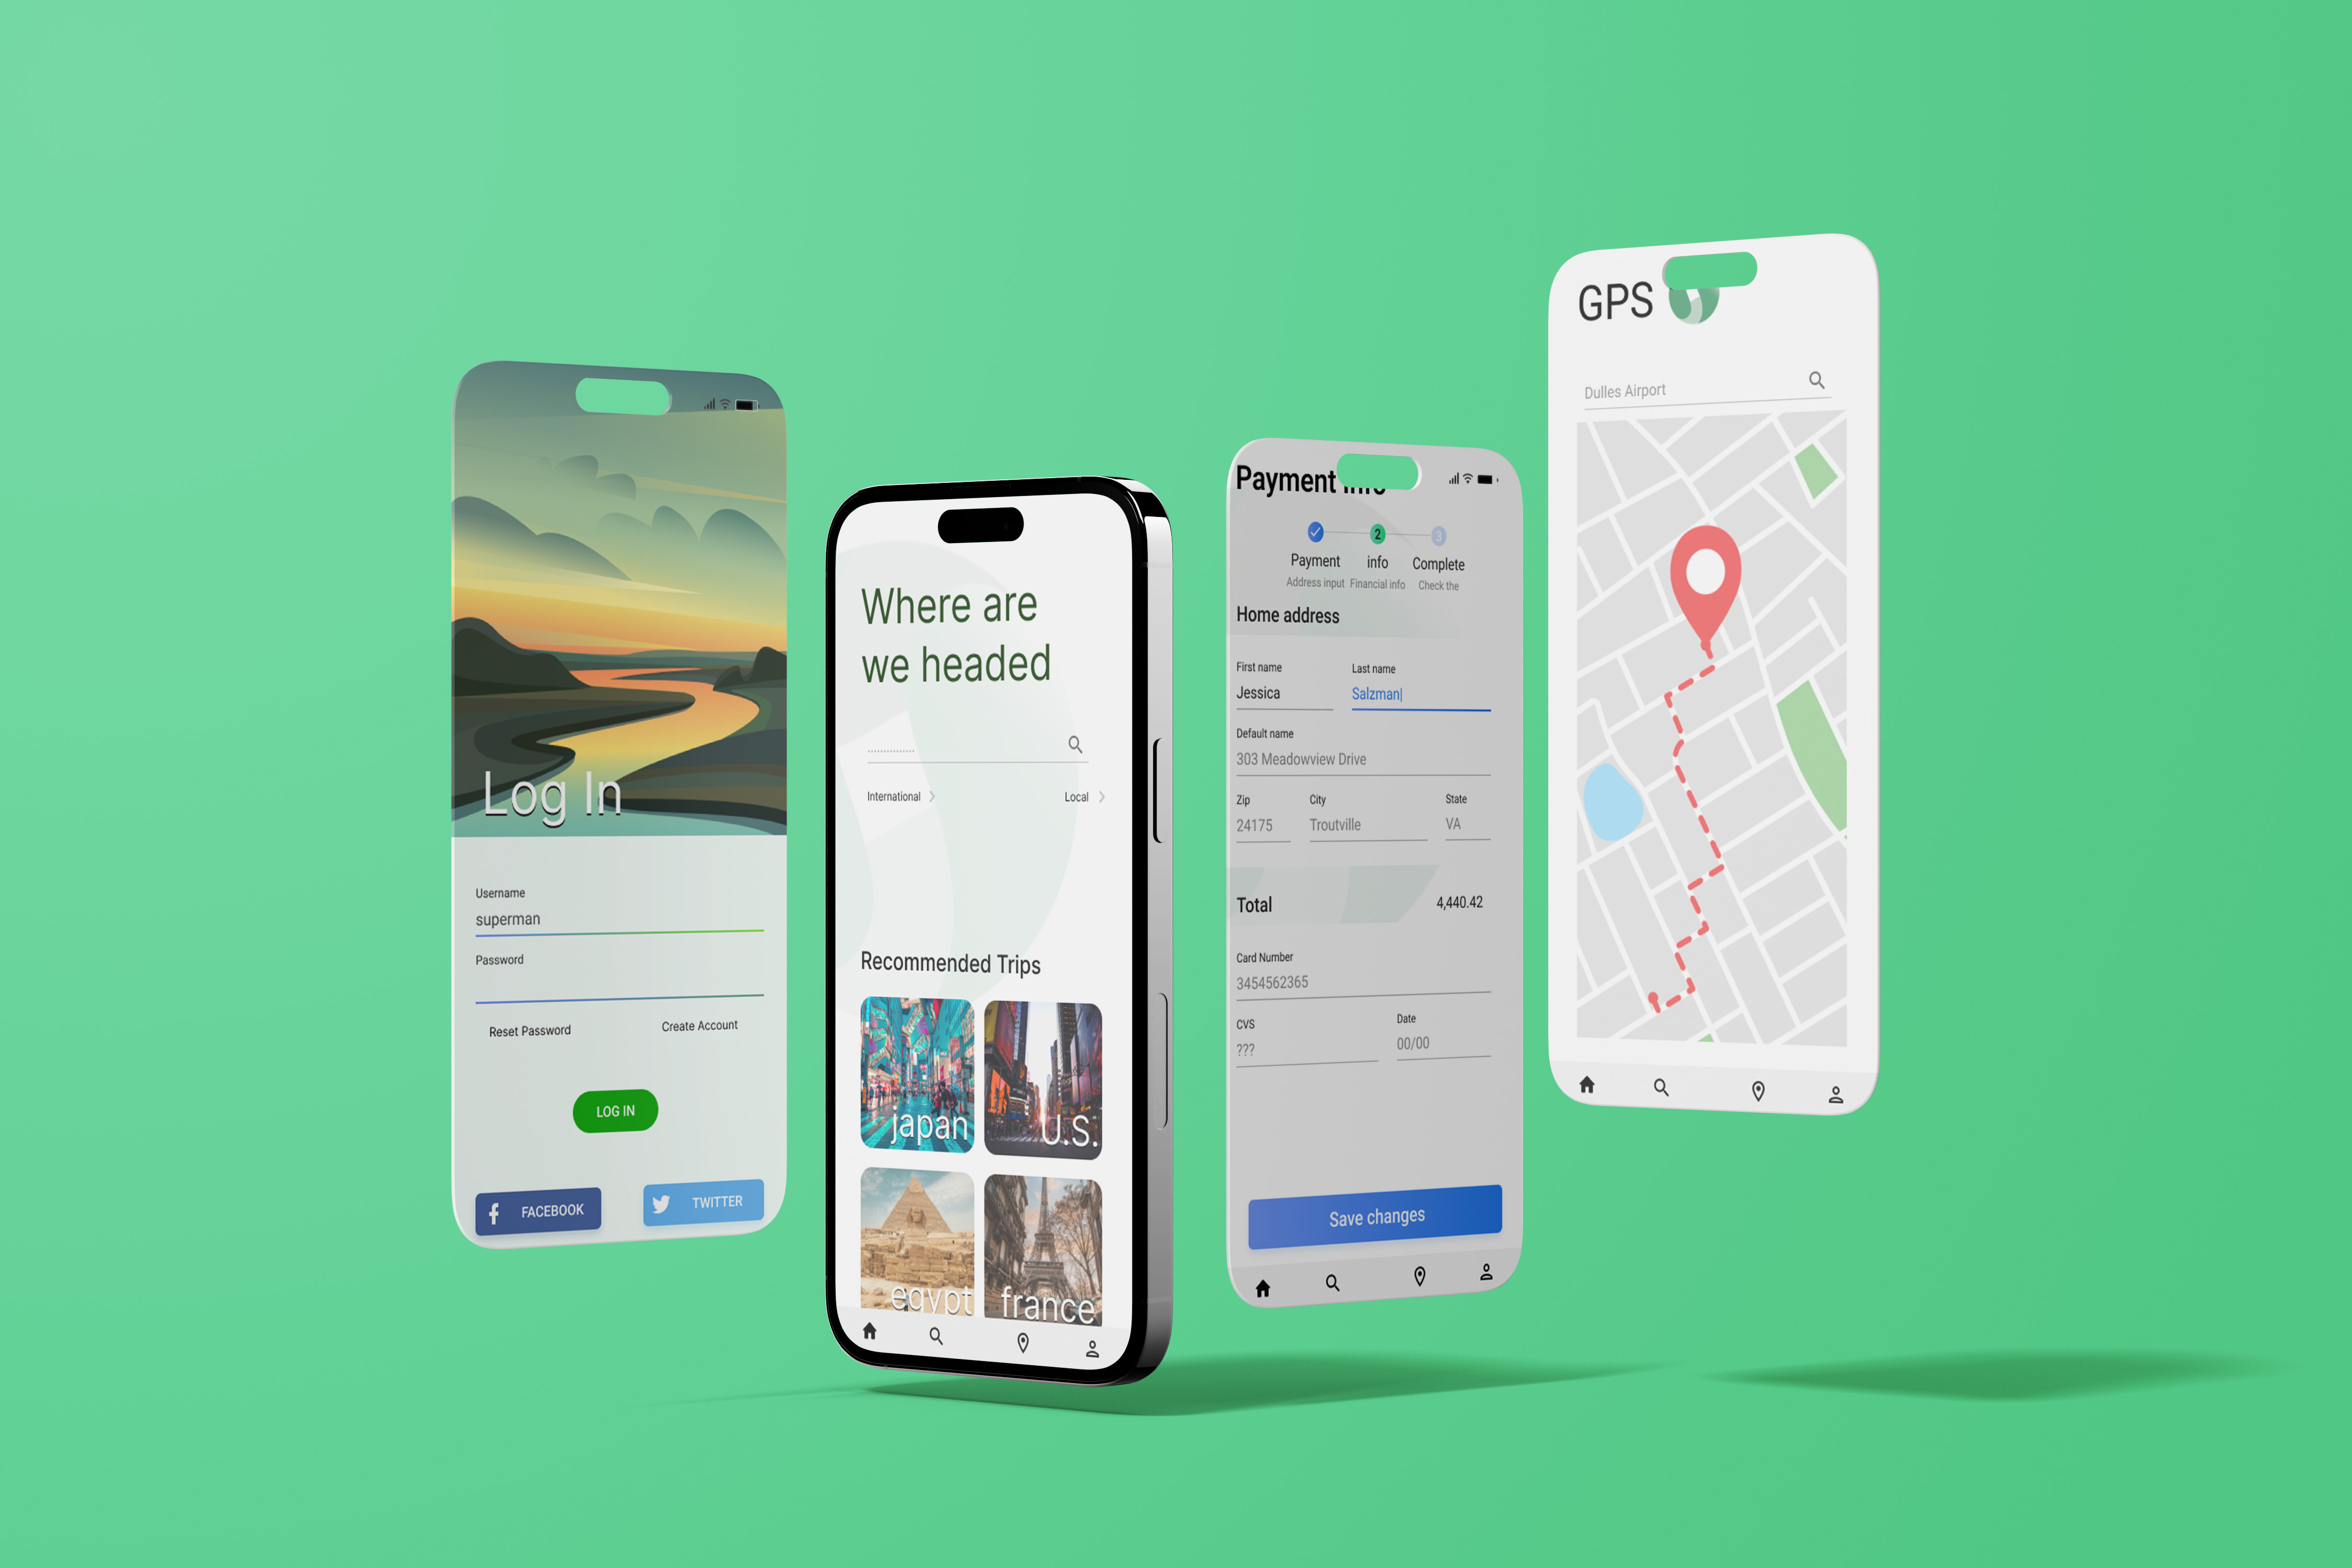 Log In
Username
superman
Password
Reset Password Create Account
LOG IN
FACEBOOK TWITTER
Where are
we headed
International Local
Recommended Trips
japan U.S.
egypt france
Payment info
2 3
Payment info Complete
Address input Financial info Check the
Home address
First name Last name
Jessica Salzman
Default name
303 Meadowview Drive
Zip City State
24175 Troutville VA
Total 4,440.42
Card Number
3454562365
CVS Date
??? 00/00
Save changes
GPS
Dulles Airport